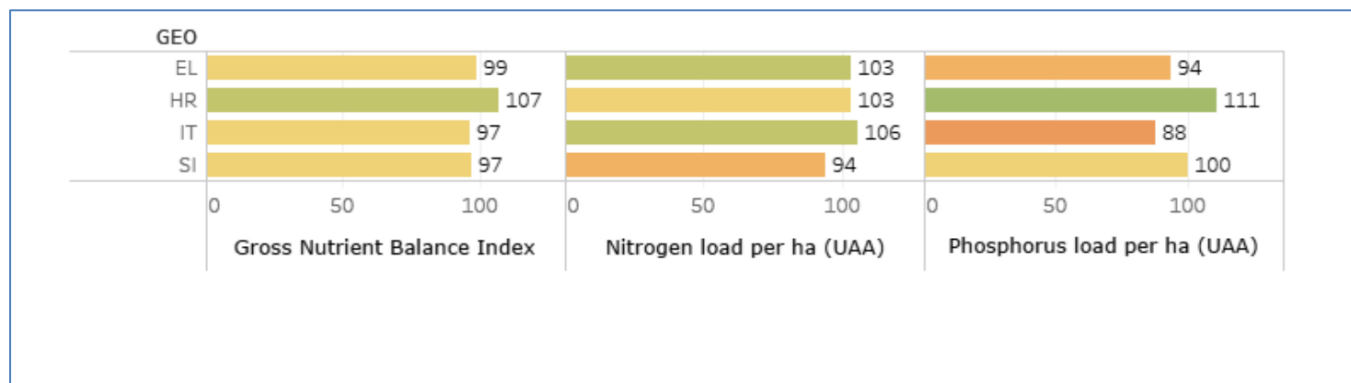 GEO
EL 99 103 94
HR 107 103 111
IT 97 106 88
SI 97 94 100
0 50 100 0 50 100 0 50 100
Gross Nutrient Balance Index Nitrogen load per ha (UAA) Phosphorus load per ha (UAA)